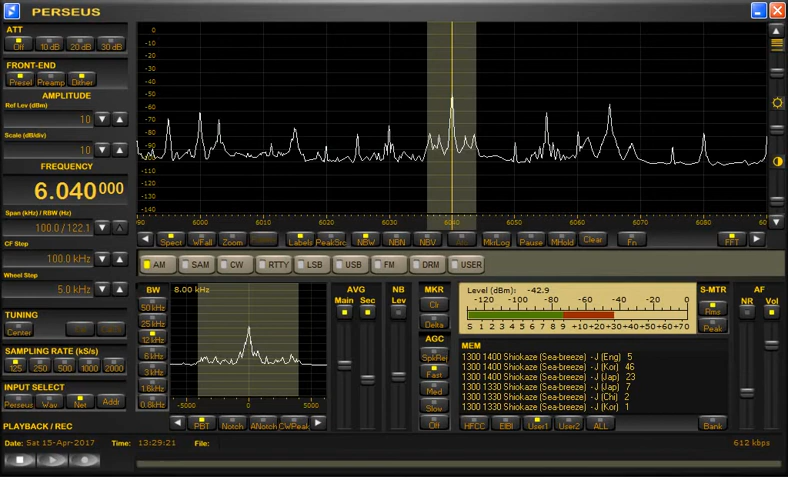 PERSEUS
ATT
Off 10 dB 20 dB 30 dB
FRONT-END
Presel Preamp Dither
AMPLITUDE
Ref Lev (dBm)
10
Scale (dB/div)
10
FREQUENCY
6.040 000
Span (kHz) / RBW (Hz)
100.0 / 122.1
CF Step
100.0 kHz
Wheel Step
5.0 kHz
TUNING
Center
SAMPLING RATE (kS/s)
125 250 500 1000 2000
INPUT SELECT
Perseus Wav Net Addr
0
-10
-20
-30
-40
-50
-60
-70
-80
-90
-100
-110
-120
-130
-140
90 6000 6010 6020 6030 6040 6050 6060 6070 6080 60
Spect WFall Zoom Labels PeakSrc NBW NBN NBV MkrLog Pause MHold Clear Fn FFT
AM SAM CW RTTY LSB USB FM DRM USER
BW
50 kHz
25 kHz
12 kHz
6 kHz
3 kHz
1.6kHz
0.8kHz
8.00 kHz
-5000 0 5000
PBT Notch ANotch CWPeak
AVG
Main Sec
NB
Lev
MKR
Clr
Delta
AGC
SplkRej
Fast
Med
Slow
Off
Level (dBm): -42.9
-120 -100 -80 -60 -40 -20 0
S 1 2 3 4 5 6 7 8 9 +10 +20 +30 +40 +50 +60 +70
S-MTR
Rms
Peak
AF
NR Vol
MEM
1300 1400 Shiokaze (Sea-breeze) - J (Eng) 5
1300 1400 Shiokaze (Sea-breeze) - J (Kor) 46
1300 1400 Shiokaze (Sea-breeze) - J (Jap) 23
1300 1330 Shiokaze (Sea-breeze) - J (Jap) 7
1300 1330 Shiokaze (Sea-breeze) - J (Chi) 2
1300 1330 Shiokaze (Sea-breeze) - J (Kor) 1
HFCC EIBI User1 User2 ALL Bank
PLAYBACK / REC
Date: Sat 15-Apr-2017 Time: 13:29:21 File: 612 kbps